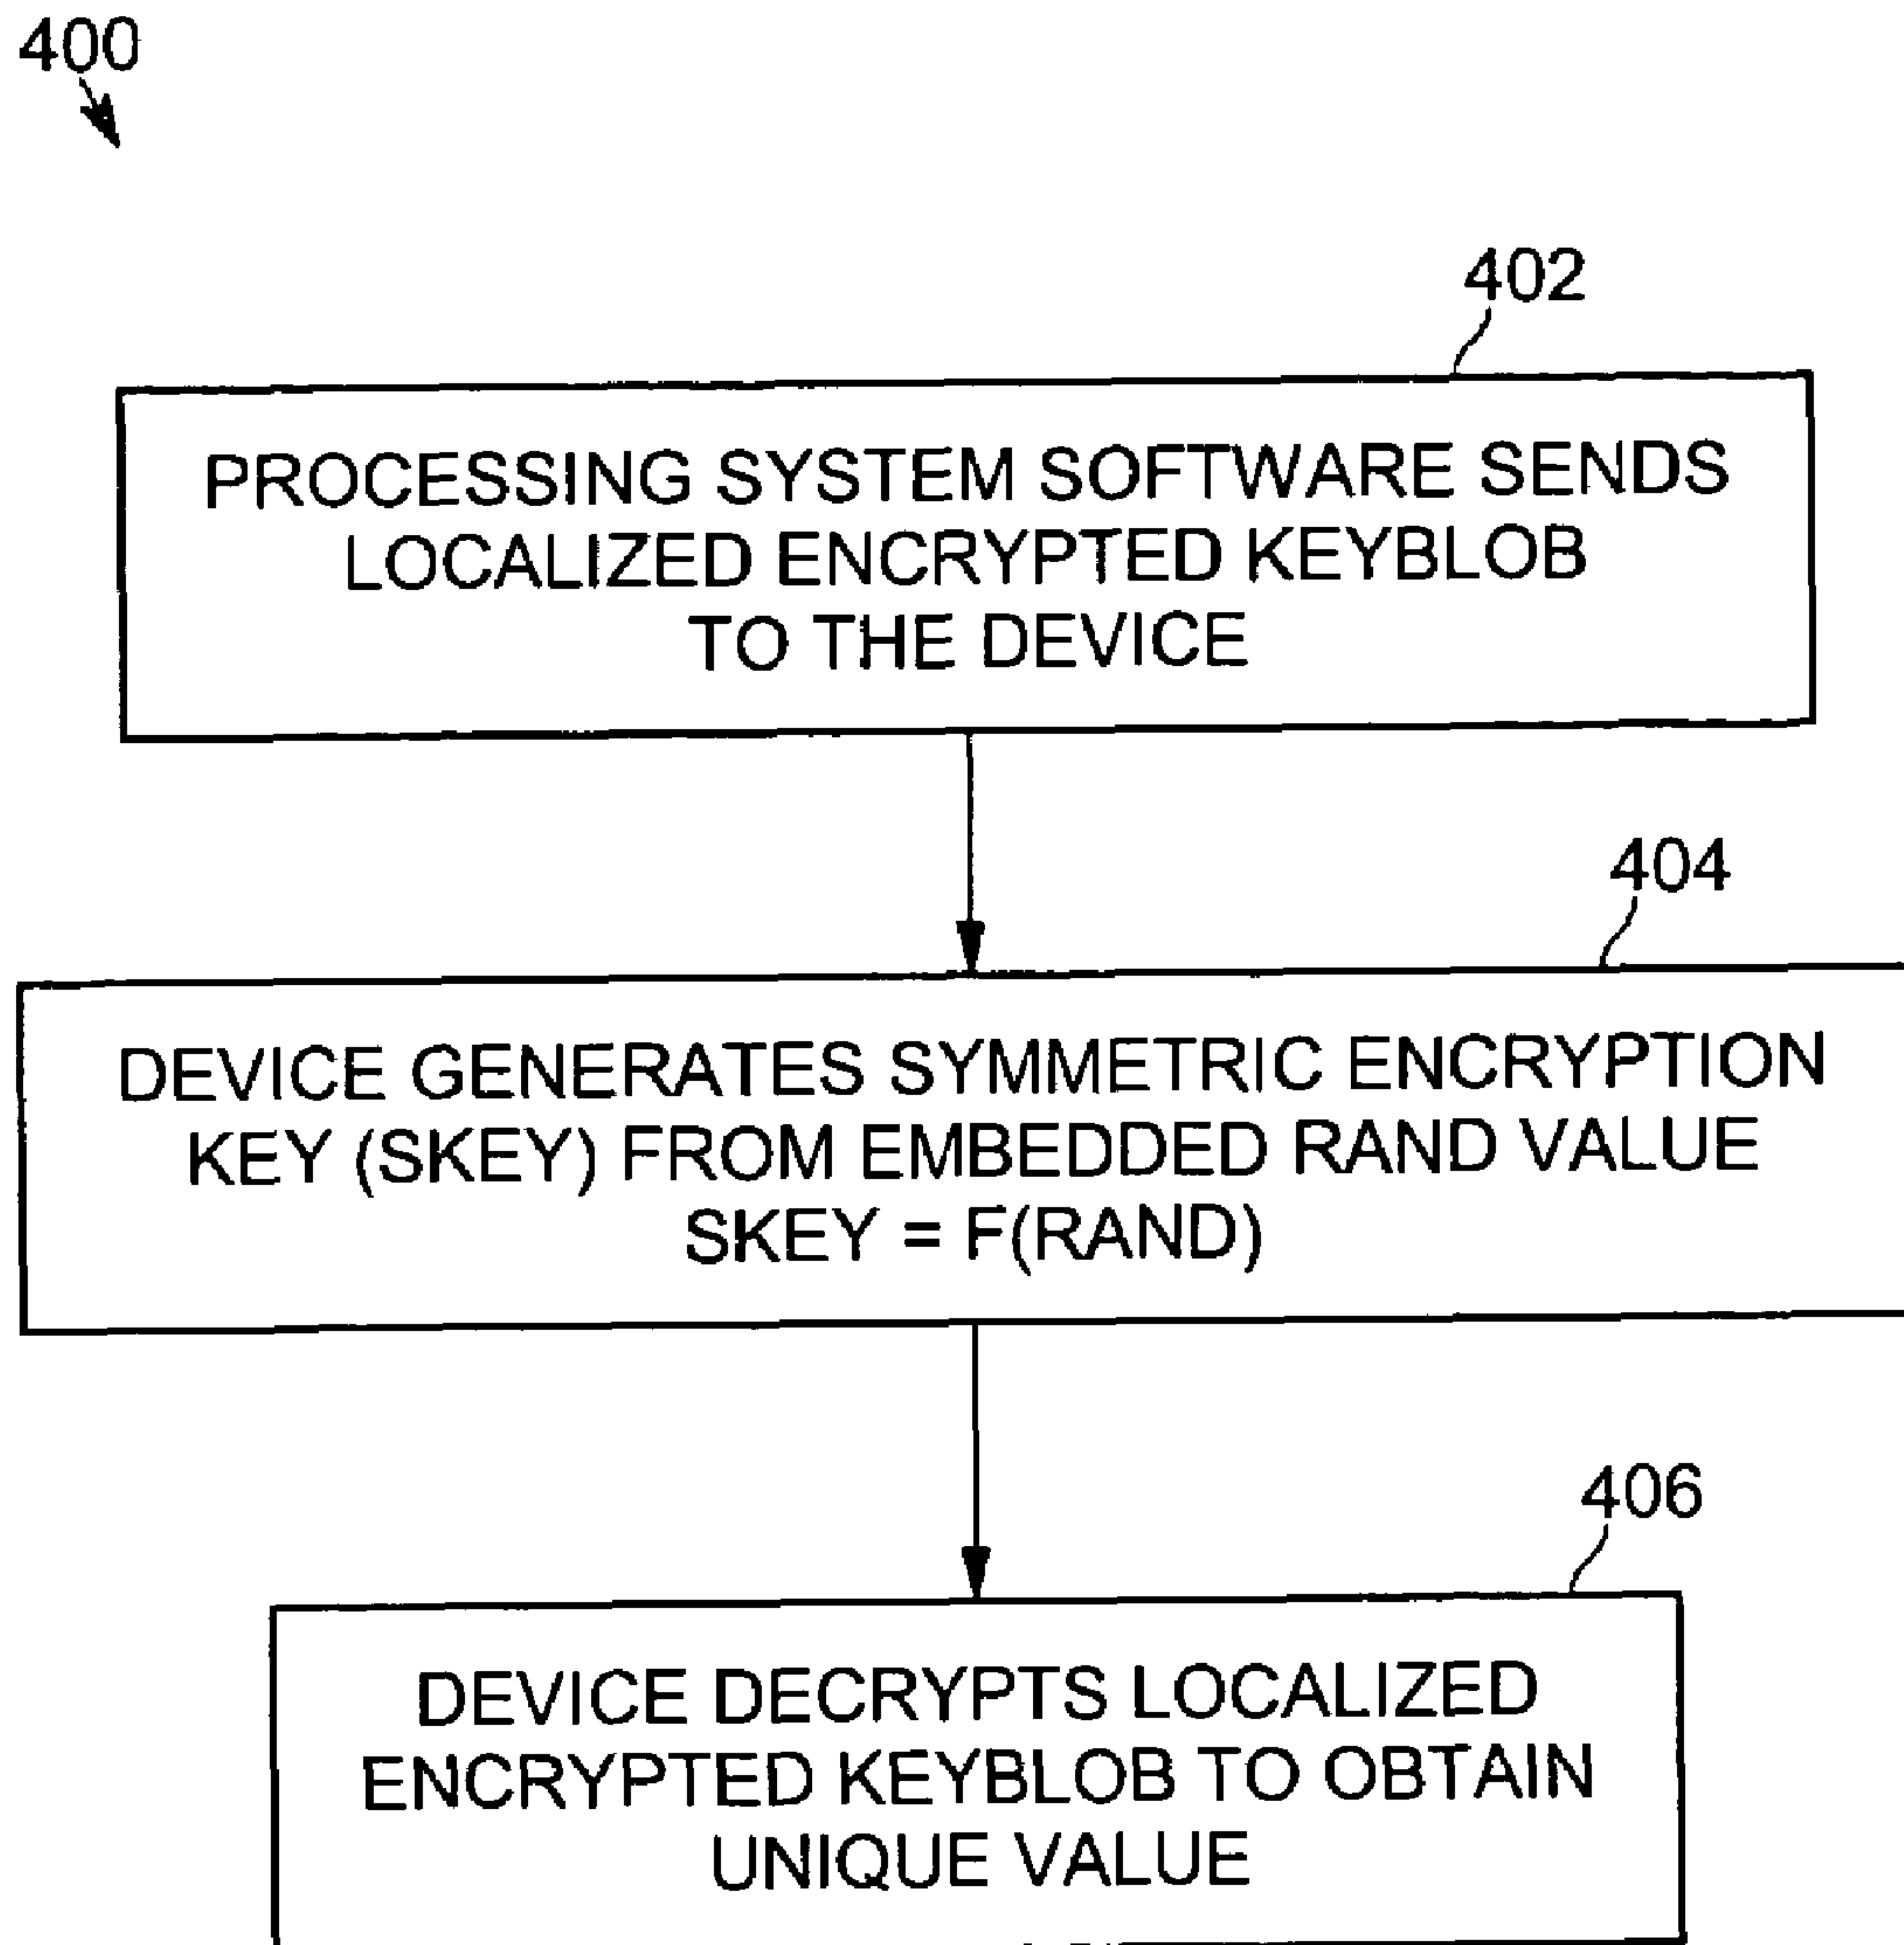 400
402
PROCESSING SYSTEM SOFTWARE SENDS
LOCALIZED ENCRYPTED KEYBLOB
TO THE DEVICE
404
DEVICE GENERATES SYMMETRIC ENCRYPTION
KEY (SKEY) FROM EMBEDDED RAND VALUE
SKEY = F(RAND)
406
DEVICE DECRYPTS LOCALIZED
ENCRYPTED KEYBLOB TO OBTAIN
UNIQUE VALUE